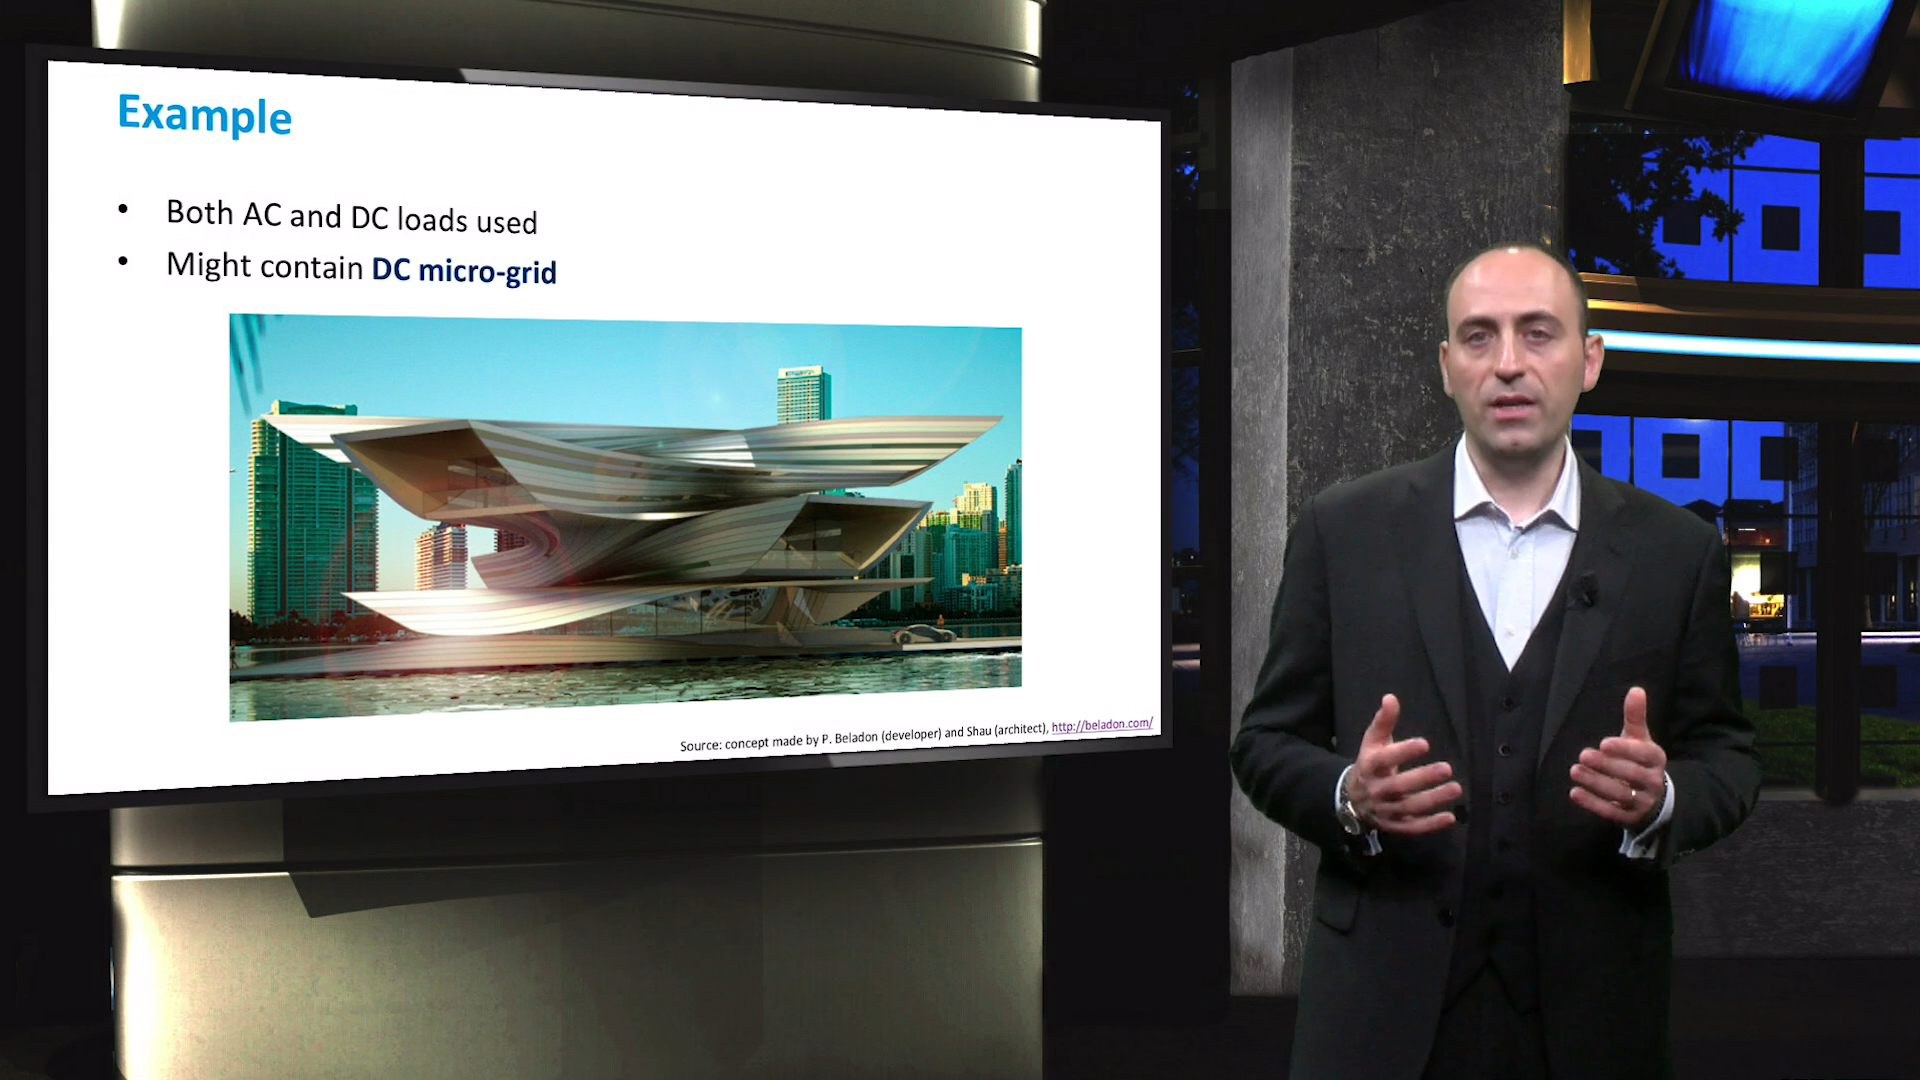 Example
• Both AC and DC loads used
• Might contain DC micro-grid
Source: concept made by P. Beladon (developer) and Shau (architect), http://beladon.com/